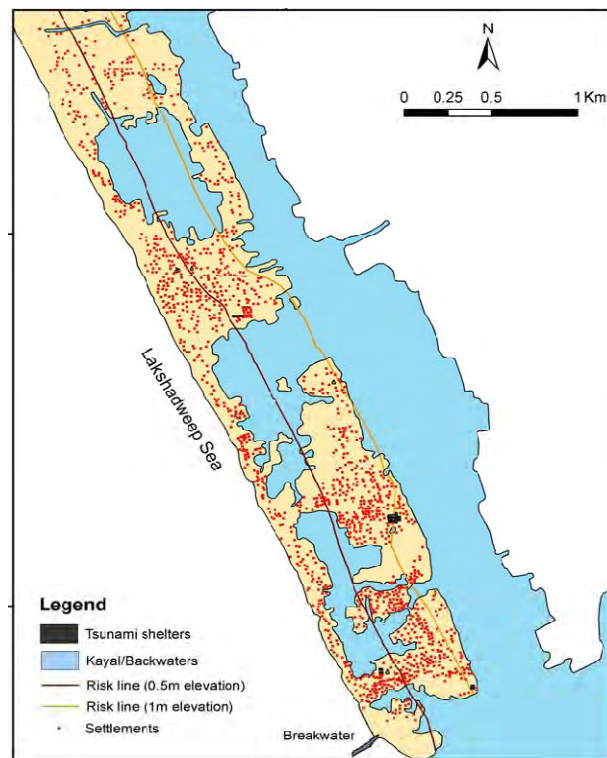 N
0 0.25 0.5 1 Kms
Lakshadweep Sea
Legend
Tsunami shelters
Kayal/Backwaters
Risk line (0.5m elevation)
Risk line (1m elevation)
Settlements
Breakwater